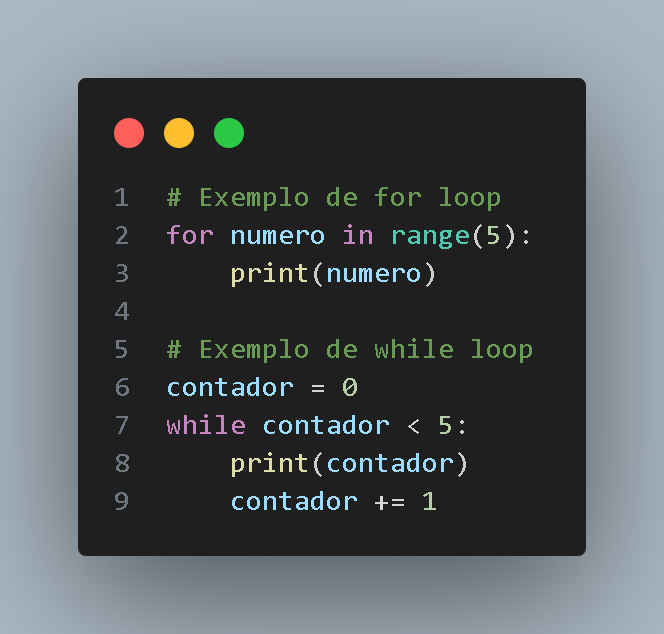 1 # Exemplo de for loop
2 for numero in range(5):
3     print(numero)
4
5 # Exemplo de while loop
6 contador = 0
7 while contador < 5:
8     print(contador)
9     contador += 1